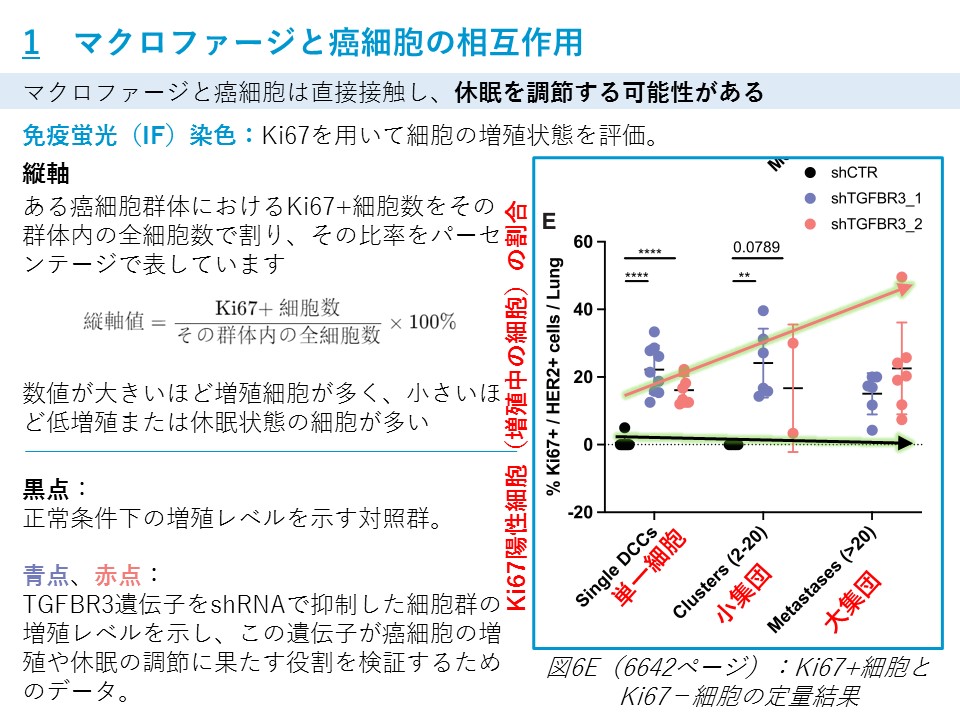 1 マクロファージと癌細胞の相互作用
マクロファージと癌細胞は直接接触し、休眠を調節する可能性がある
免疫蛍光（IF）染色：Ki67を用いて細胞の増殖状態を評価。
縦軸
ある癌細胞群体におけるKi67+細胞数をその
群体内の全細胞数で割り、その比率をパーセ
ンテージで表しています
縦軸値 = Ki67+ 細胞数 / その群体内の全細胞数 × 100%
数値が大きいほど増殖細胞が多く、小さいほ
ど低増殖または休眠状態の細胞が多い
黒点：
正常条件下の増殖レベルを示す対照群。
青点、赤点：
TGFBR3遺伝子をshRNAで抑制した細胞群の
増殖レベルを示し、この遺伝子が癌細胞の増
殖や休眠の調節に果たす役割を検証するため
のデータ。
Ki67陽性細胞（増殖中の細胞）の割合
shCTR
shTGFBR3_1
shTGFBR3_2
E
% Ki67+ / HER2+ cells / Lung
60
40
20
0
-20
****
****
0.0789
**
Single DCCs
単一細胞
Clusters (2-20)
小集団
Metastases (>20)
大集団
図6E（6642ページ）：Ki67+細胞と
Ki67－細胞の定量結果